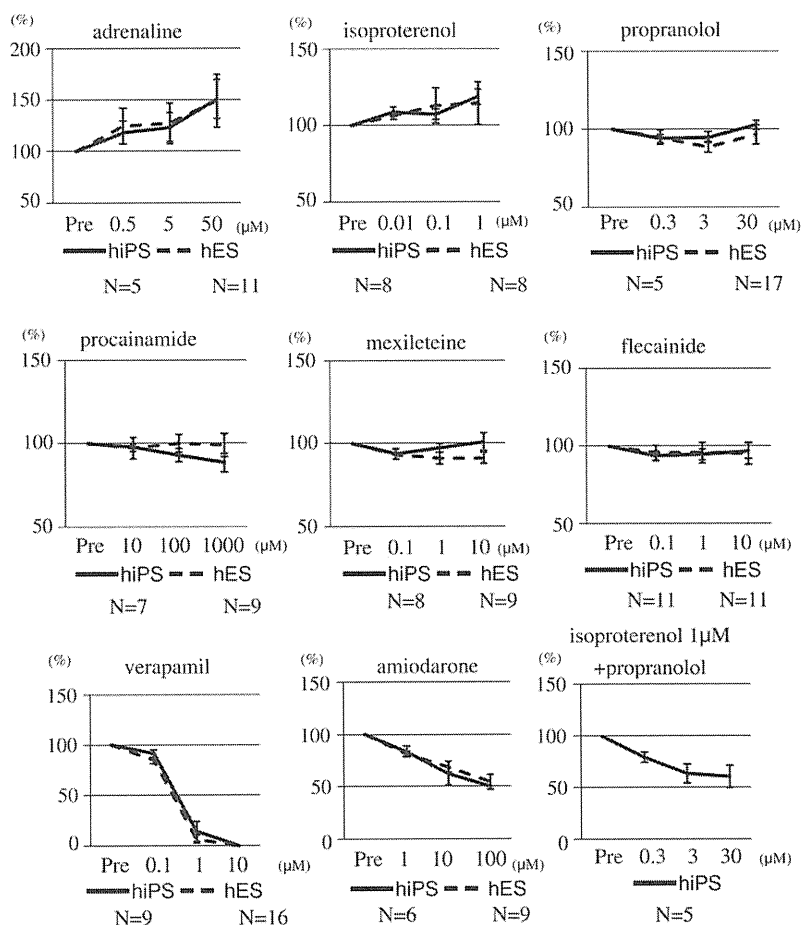 (%)
adrenaline
200
150
100
50
Pre 0.5 5 50 (μM)
hiPS hES
N=5 N=11
(%)
isoproterenol
150
100
50
Pre 0.01 0.1 1 (μM)
hiPS hES
N=8 N=8
(%)
propranolol
150
100
50
Pre 0.3 3 30 (μM)
hiPS hES
N=5 N=17
(%)
procainamide
150
100
50
Pre 10 100 1000 (μM)
hiPS hES
N=7 N=9
(%)
mexileteine
150
100
50
Pre 0.1 1 10 (μM)
hiPS hES
N=8 N=9
(%)
flecainide
150
100
50
Pre 0.1 1 10 (μM)
hiPS hES
N=11 N=11
(%)
verapamil
150
100
50
0
Pre 0.1 1 10 (μM)
hiPS hES
N=9 N=16
(%)
amiodarone
150
100
50
0
Pre 1 10 100 (μM)
hiPS hES
N=6 N=9
isoproterenol 1μM
(%)
+propranolol
150
100
50
0
Pre 0.3 3 30 (μM)
hiPS
N=5